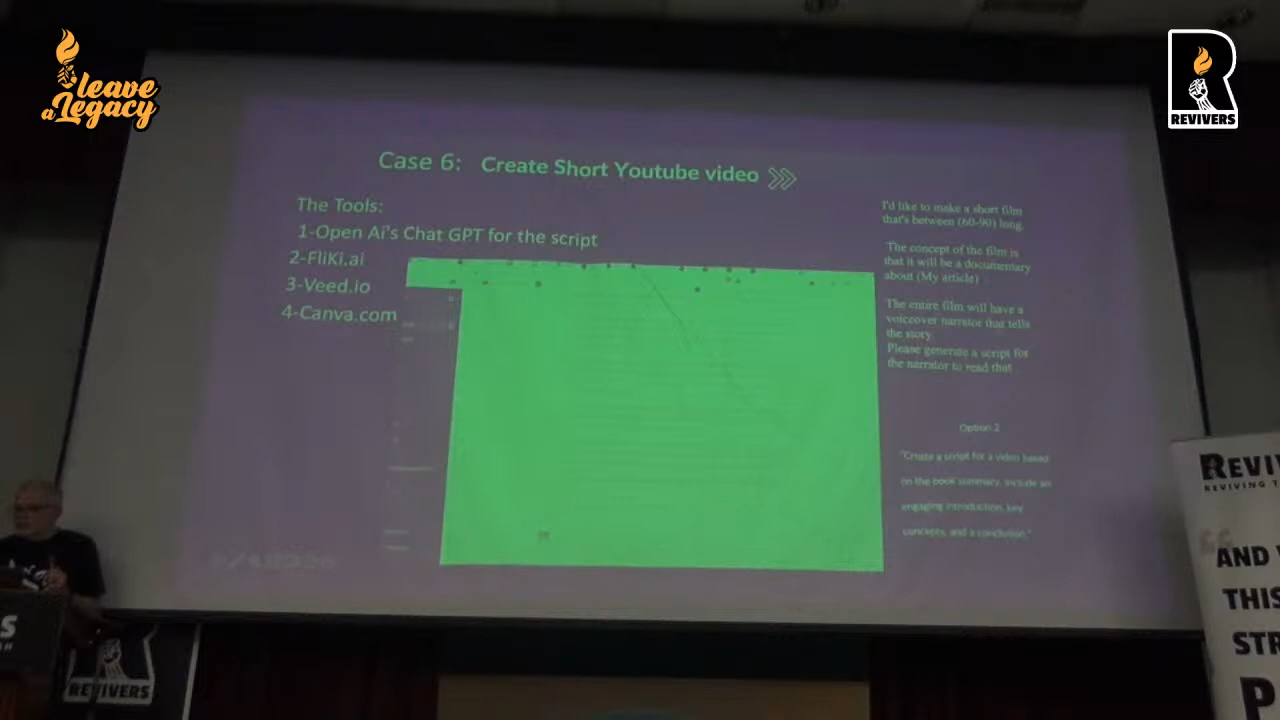 leave
a Legacy
REVIVERS
Case 6: Create Short Youtube video
The Tools:
1-Open Ai's Chat GPT for the script
2-FliKi.ai
3-Veed.io
4-Canva.com
I'd like to make a short film
that's between (60-90) long.
The concept of the film is
that it will be a documentary
about (My article)
The entire film will have a
voiceover narrator that tells
the story
Please generate a script for
the narrator to read that
Option 2
"Create a script for a video based
on the book summary, include an
engaging introduction, key
concepts, and a conclusion."
REVI
REVIVING T
AND
THIS
STR
P
S
REVIVERS